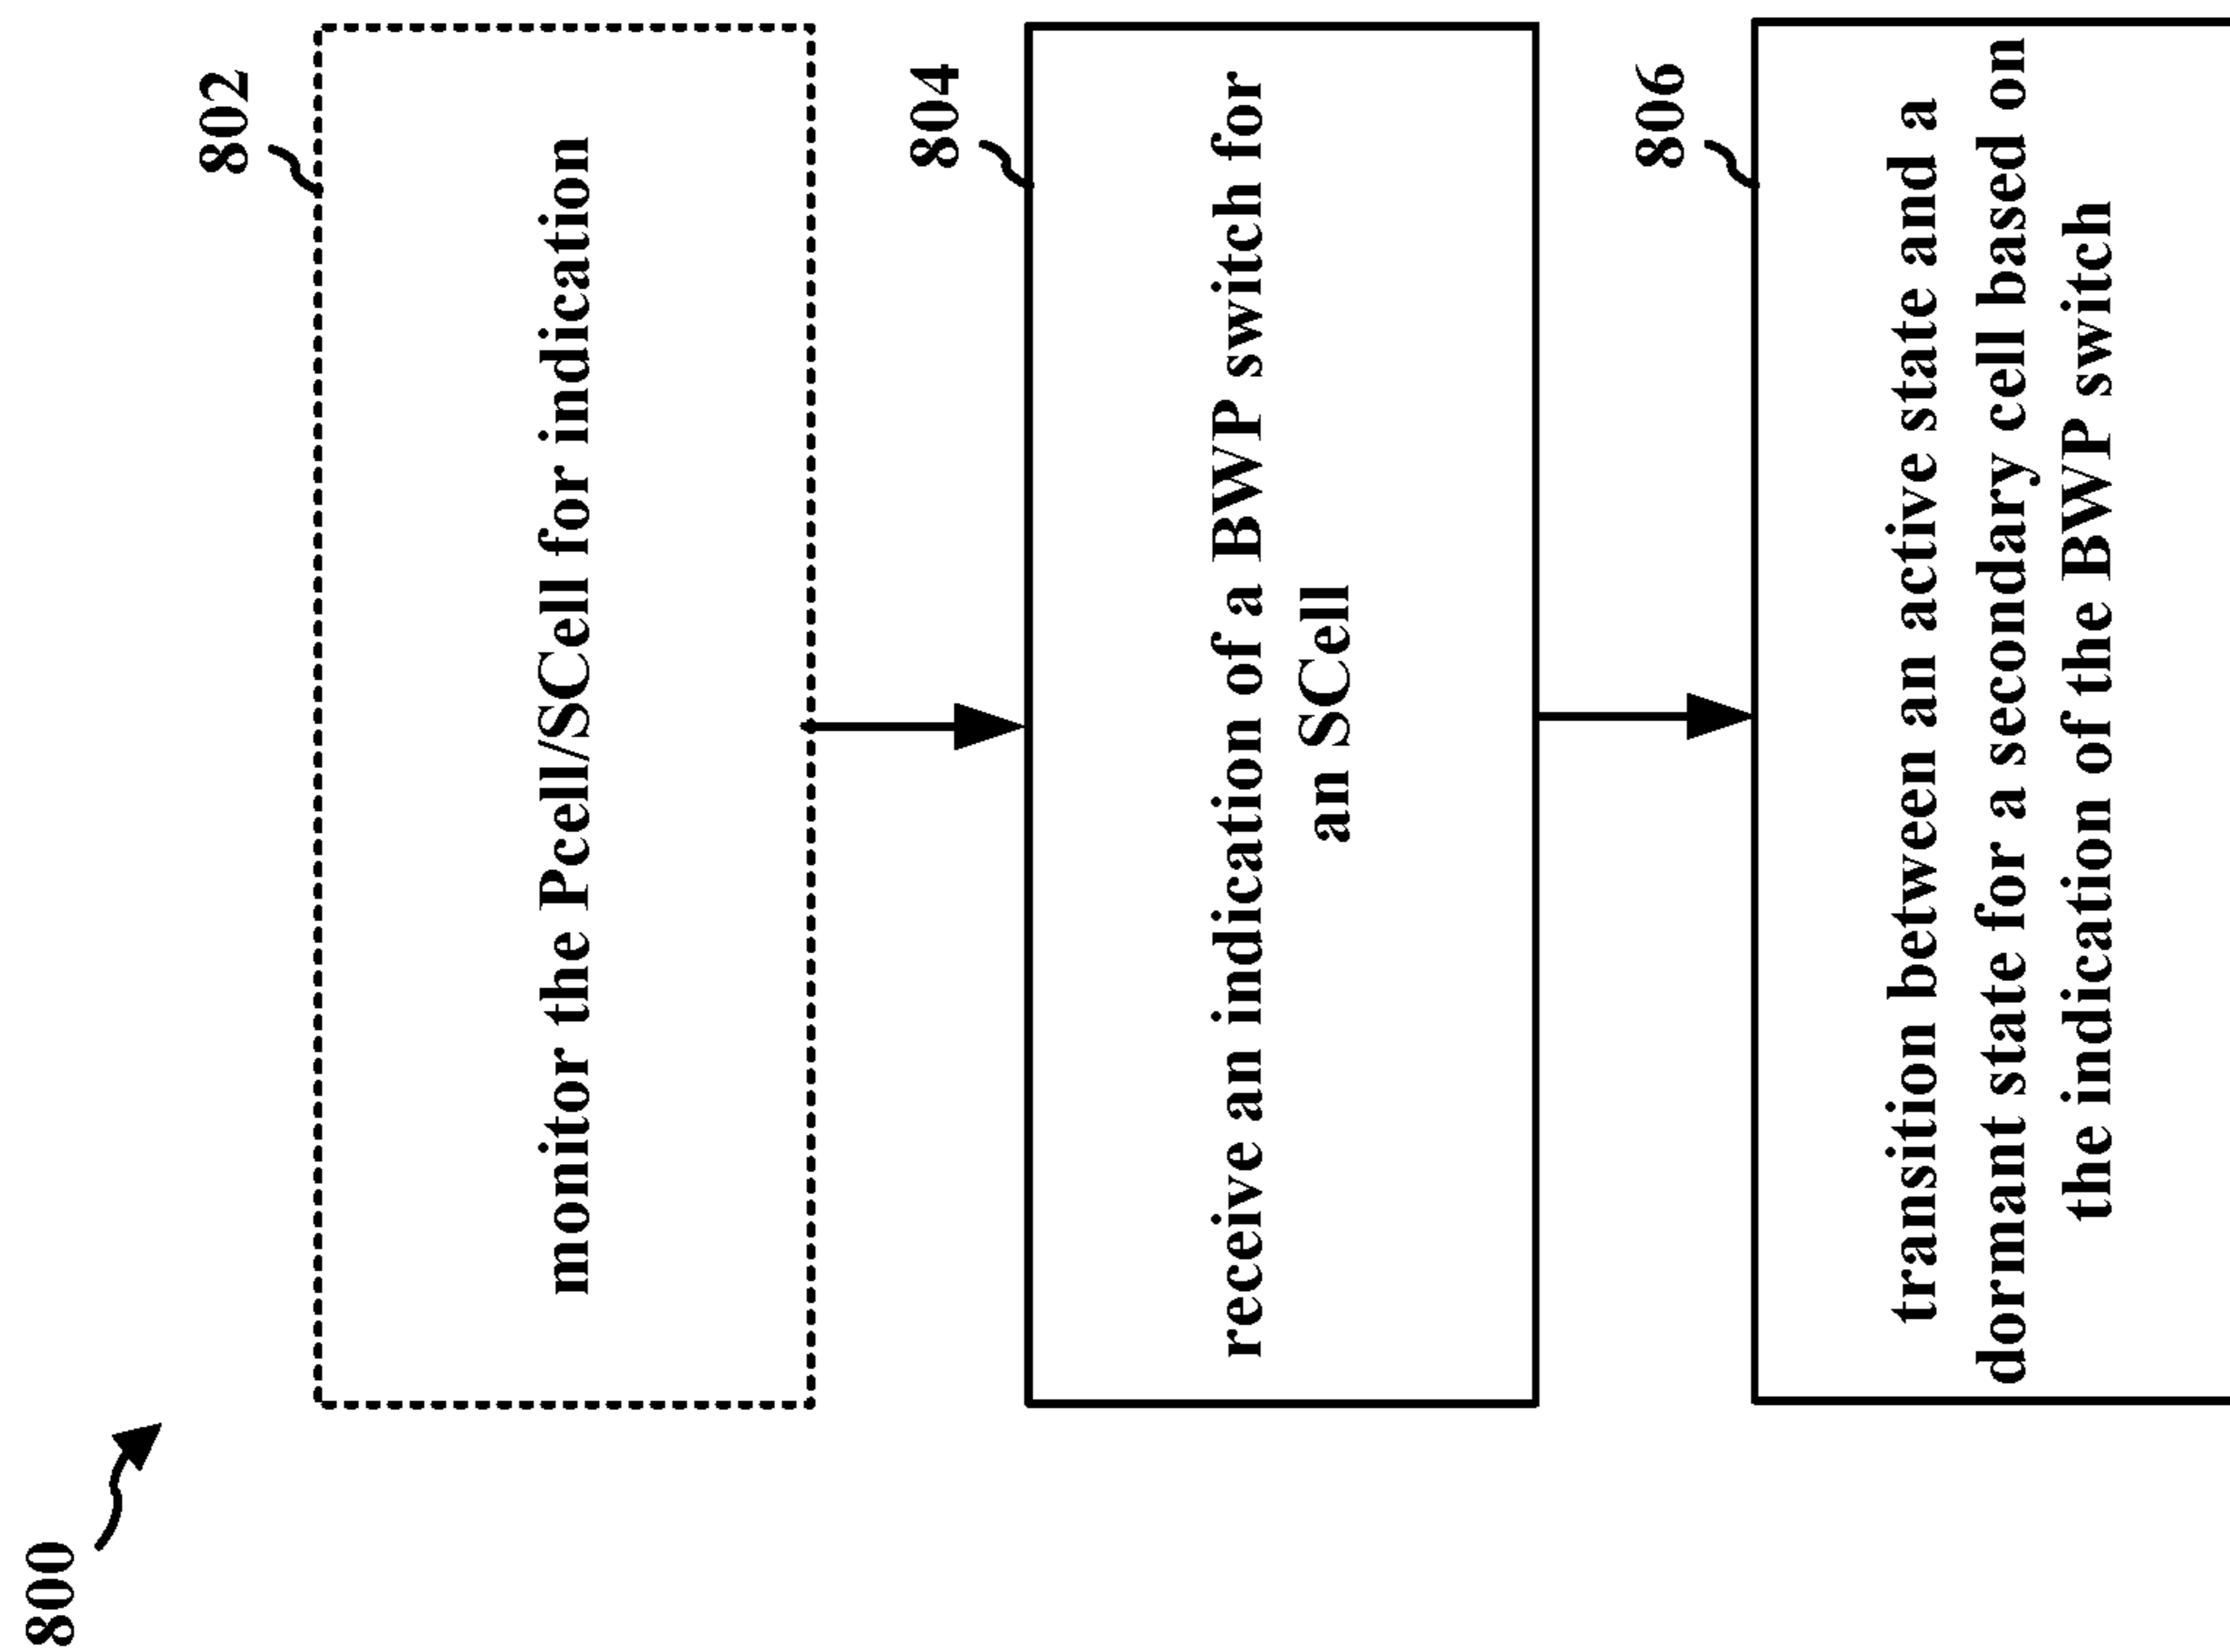 800
802
monitor the Pcell/SCell for indication
804
receive an indication of a BWP switch for
an SCell
806
transition between an active state and a
dormant state for a secondary cell based on
the indication of the BWP switch